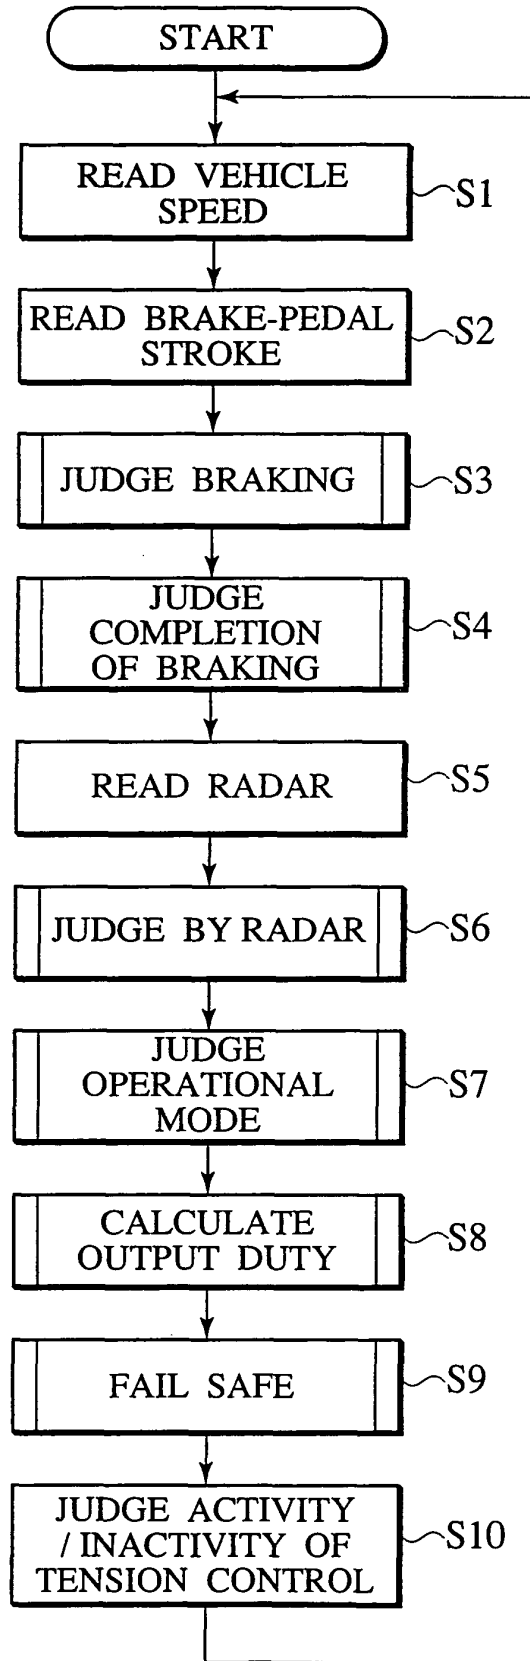 START
READ VEHICLE
SPEED
S1
READ BRAKE-PEDAL
STROKE
S2
JUDGE BRAKING
S3
JUDGE
COMPLETION
OF BRAKING
S4
READ RADAR
S5
JUDGE BY RADAR
S6
JUDGE
OPERATIONAL
MODE
S7
CALCULATE
OUTPUT DUTY
S8
FAIL SAFE
S9
JUDGE ACTIVITY
/ INACTIVITY OF
TENSION CONTROL
S10